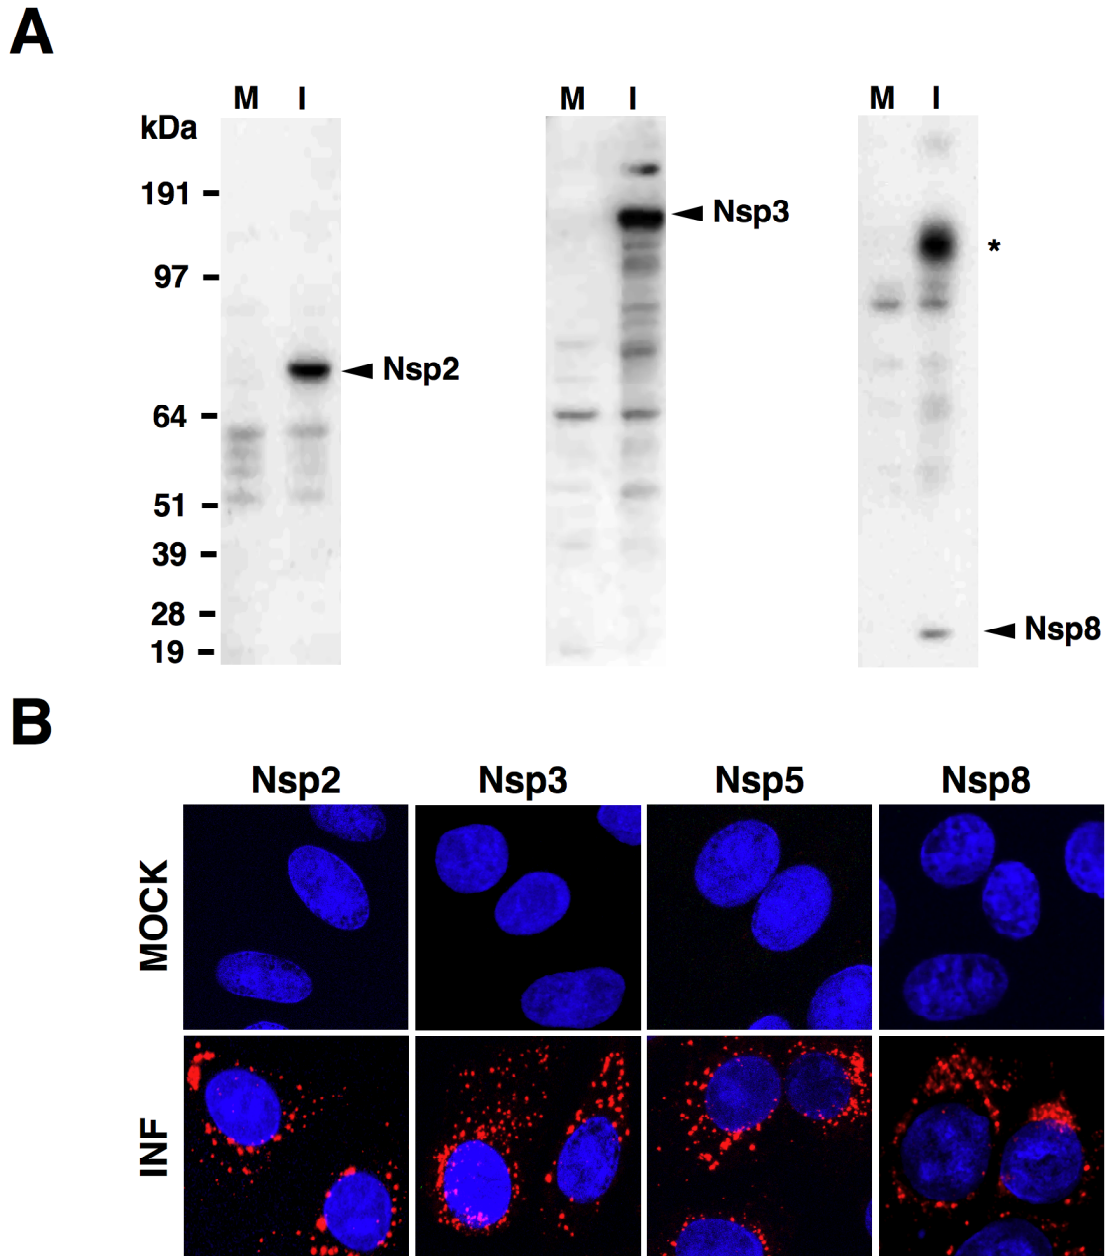 A
M I M I M I
kDa
191
Nsp3
*
97
Nsp2
64
51
39
28
Nsp8
19
B
Nsp2 Nsp3 Nsp5 Nsp8
MOCK
INF